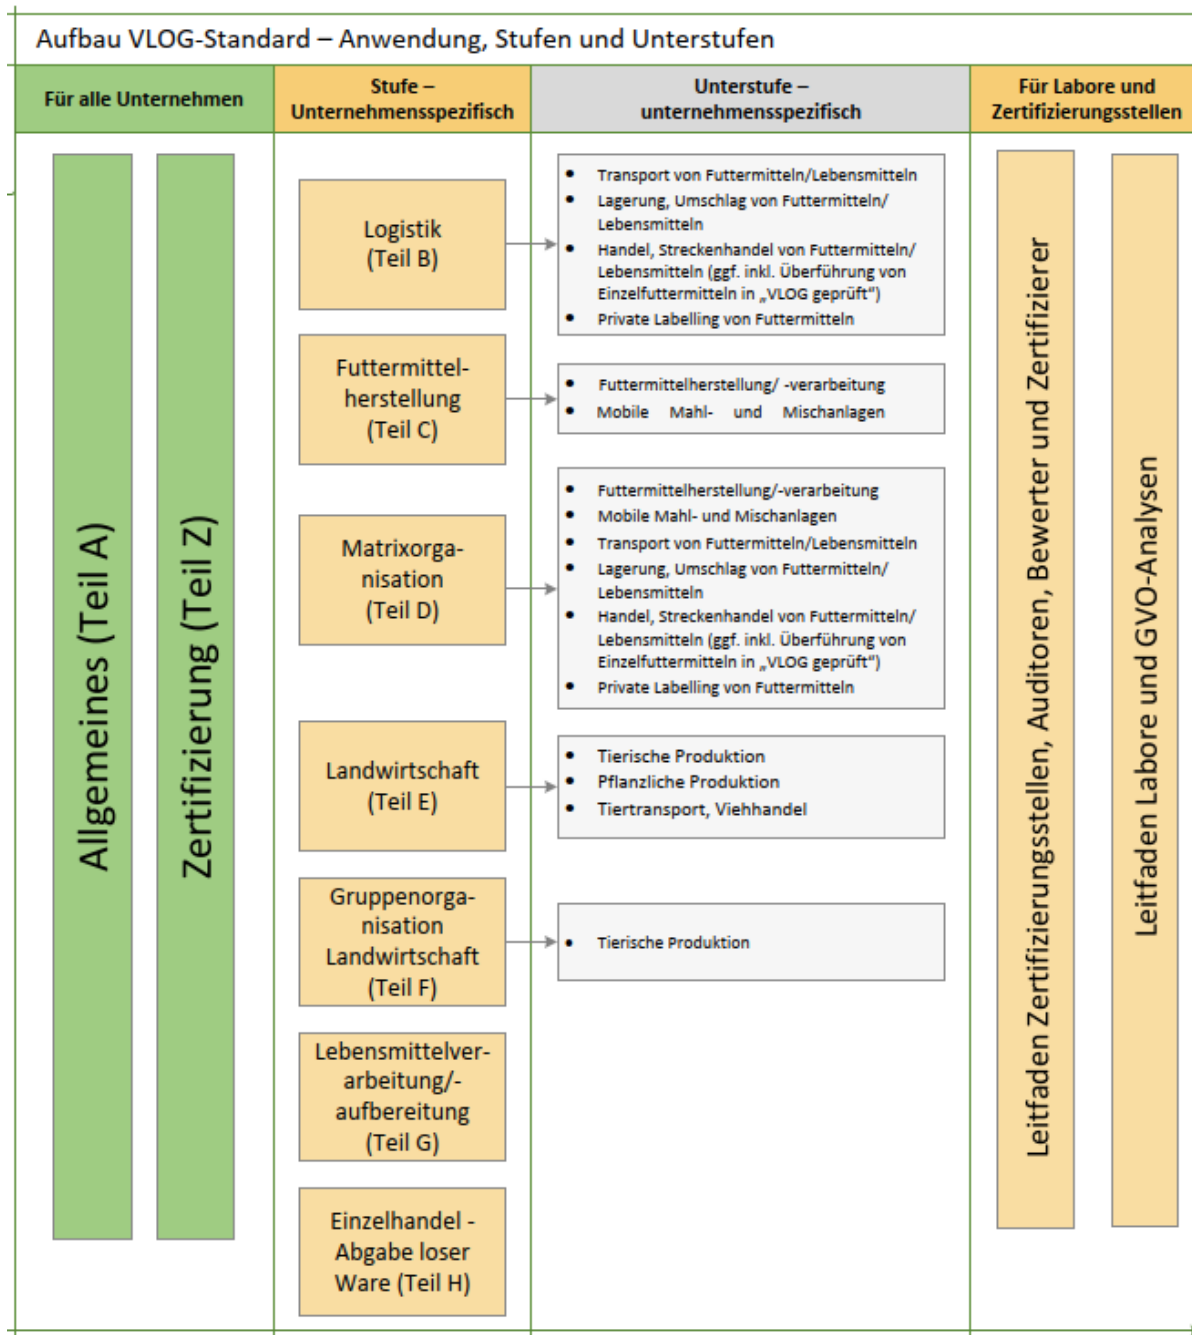 Aufbau VLOG-Standard – Anwendung, Stufen und Unterstufen
Für alle Unternehmen
Stufe –
Unternehmensspezifisch
Unterstufe –
unternehmensspezifisch
Für Labore und
Zertifizierungsstellen
Allgemeines (Teil A)
Zertifizierung (Teil Z)
Logistik
(Teil B)
• Transport von Futtermitteln/Lebensmitteln
• Lagerung, Umschlag von Futtermitteln/
Lebensmitteln
• Handel, Streckenhandel von Futtermitteln/
Lebensmitteln (ggf. inkl. Überführung von
Einzelfuttermitteln in „VLOG geprüft“)
• Private Labelling von Futtermitteln
Futtermittel-
herstellung
(Teil C)
• Futtermittelherstellung/ -verarbeitung
• Mobile Mahl- und Mischanlagen
Matrixorga-
nisation
(Teil D)
• Futtermittelherstellung/-verarbeitung
• Mobile Mahl- und Mischanlagen
• Transport von Futtermitteln/Lebensmitteln
• Lagerung, Umschlag von Futtermitteln/
Lebensmitteln
• Handel, Streckenhandel von Futtermitteln/
Lebensmitteln (ggf. inkl. Überführung von
Einzelfuttermitteln in „VLOG geprüft“)
• Private Labelling von Futtermitteln
Landwirtschaft
(Teil E)
• Tierische Produktion
• Pflanzliche Produktion
• Tiertransport, Viehhandel
Gruppenorga-
nisation
Landwirtschaft
(Teil F)
• Tierische Produktion
Lebensmittelver-
arbeitung/-
aufbereitung
(Teil G)
Einzelhandel -
Abgabe loser
Ware (Teil H)
Leitfaden Zertifizierungsstellen, Auditoren, Bewerter und Zertifizierer
Leitfaden Labore und GVO-Analysen